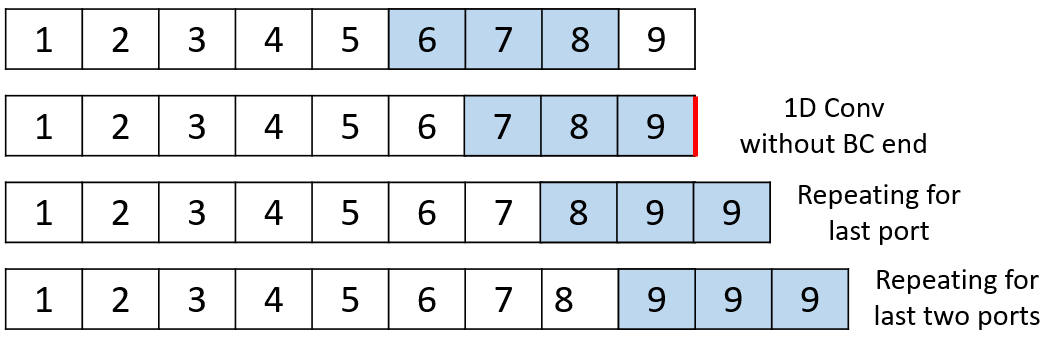 1 2 3 4 5 6 7 8 9
1 2 3 4 5 6 7 8 9
1D Conv
without BC end
1 2 3 4 5 6 7 8 9 9
Repeating for
last port
1 2 3 4 5 6 7 8 9 9 9
Repeating for
last two ports